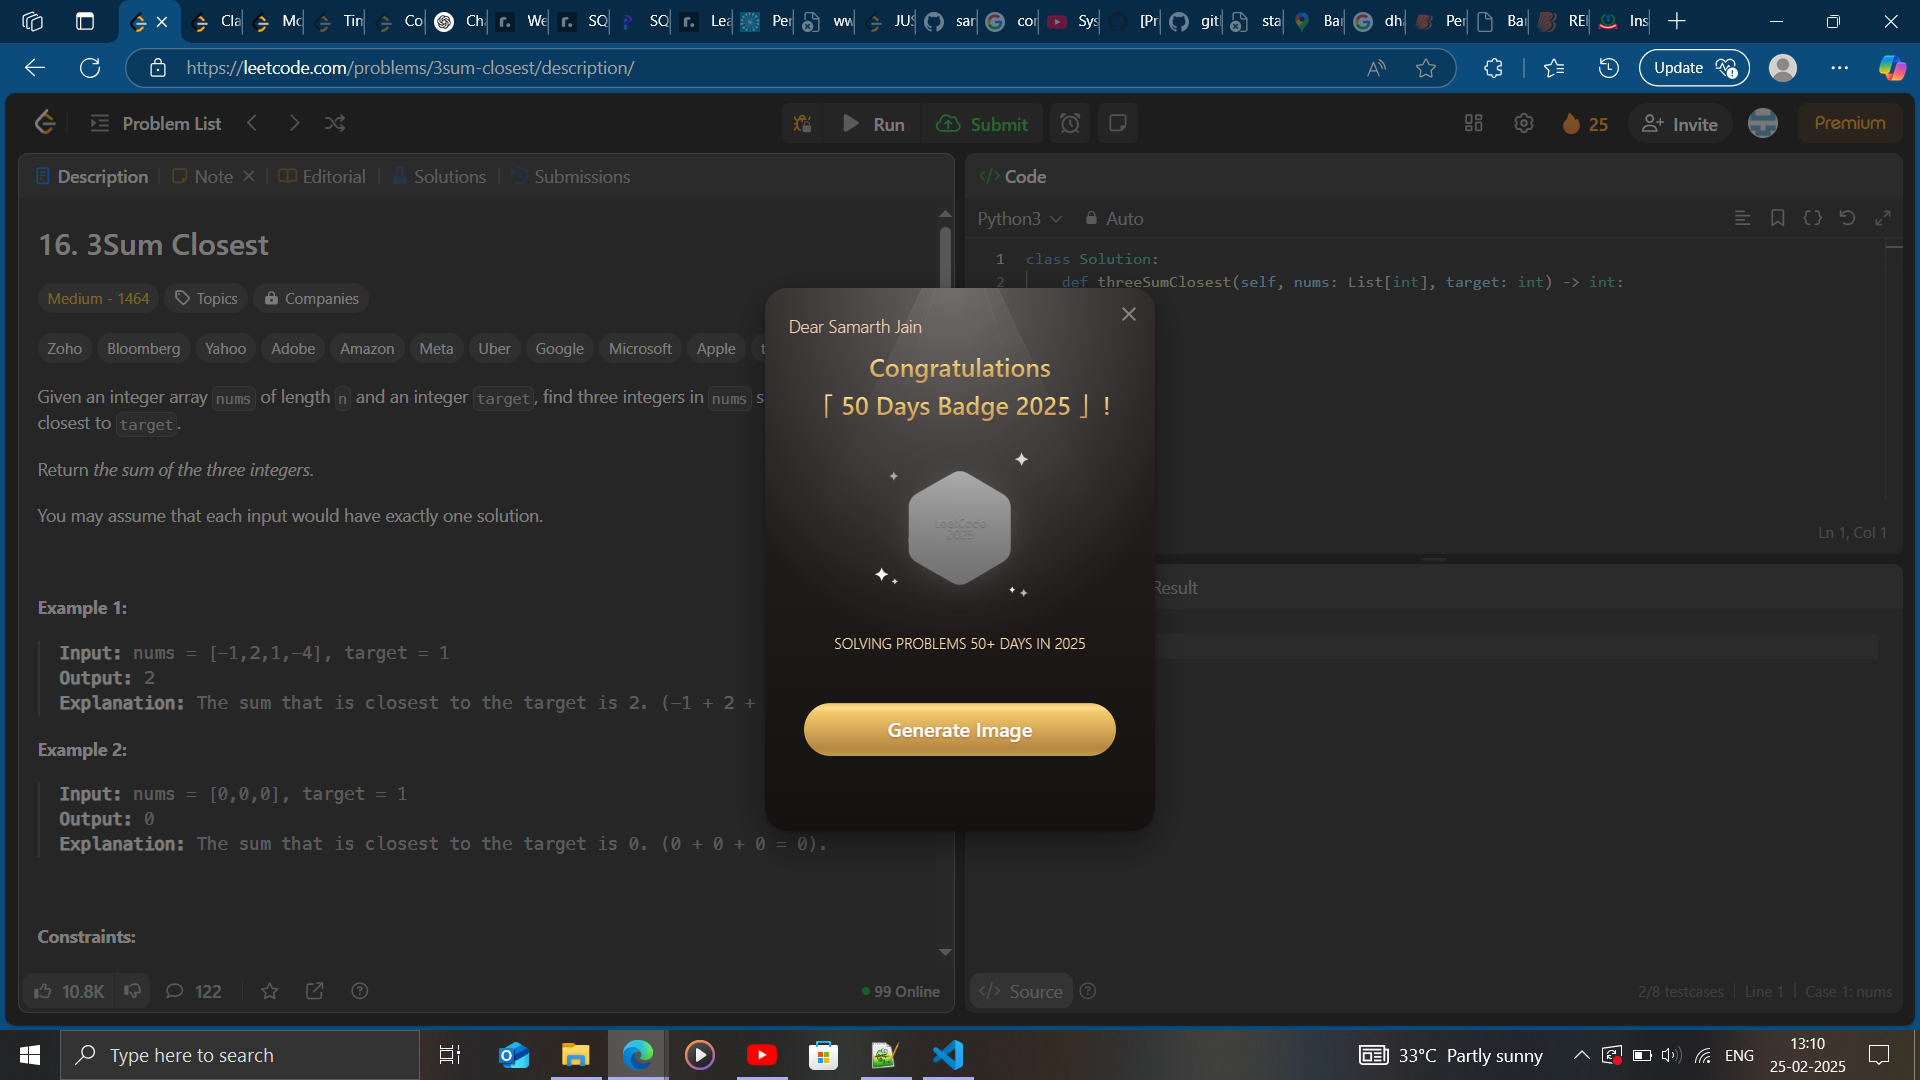 Cla
Mc
Tin
Co
Ch
We
SQ
SQ
Lea
Per
ww
JUS
sar
cor
Sys
[Pr
git
sta
Bar
dha
Per
Bar
REI
Ins
https://leetcode.com/problems/3sum-closest/description/
Update
Problem List
Run
Submit
25
Invite
Premium
Description
Note
Editorial
Solutions
Submissions
</> Code
Python3
Auto
16. 3Sum Closest
Medium - 1464
Topics
Companies
Zoho
Bloomberg
Yahoo
Adobe
Amazon
Meta
Uber
Google
Microsoft
Apple
t
Given an integer array nums of length n and an integer target, find three integers in nums s
closest to target.
Return the sum of the three integers.
You may assume that each input would have exactly one solution.
Example 1:
Input: nums = [-1,2,1,-4], target = 1
Output: 2
Explanation: The sum that is closest to the target is 2. (-1 + 2 +
Example 2:
Input: nums = [0,0,0], target = 1
Output: 0
Explanation: The sum that is closest to the target is 0. (0 + 0 + 0 = 0).
Constraints:
10.8K
122
99 Online
1 class Solution:
2 def threeSumClosest(self, nums: List[int], target: int) -> int:
Ln 1, Col 1
Result
</> Source
2/8 testcases
Line 1
Case 1: nums
Dear Samarth Jain
Congratulations
「 50 Days Badge 2025 」 !
LeetCode
2025
SOLVING PROBLEMS 50+ DAYS IN 2025
Generate Image
Type here to search
33°C Partly sunny
ENG
13:10
25-02-2025